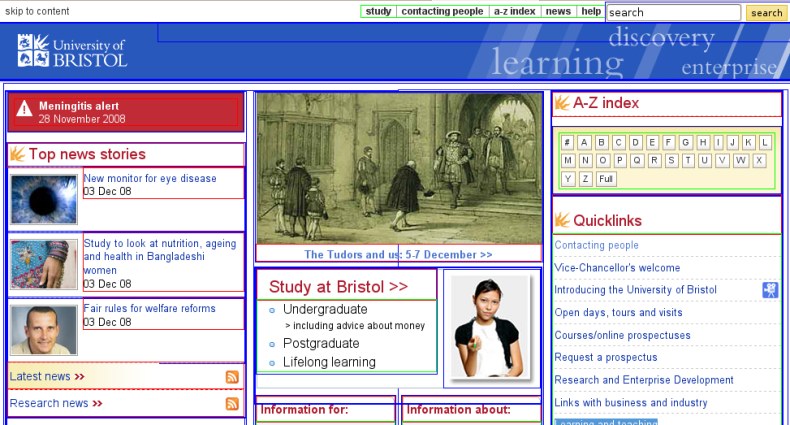 skip to content
study
contacting people
a-z index
news
help
search
search
University of
BRISTOL
discovery
learning
enterprise
Meningitis alert
28 November 2008
Top news stories
New monitor for eye disease
03 Dec 08
Study to look at nutrition, ageing
and health in Bangladeshi
women
03 Dec 08
Fair rules for welfare reforms
03 Dec 08
Latest news >>
Research news >>
The Tudors and us: 5-7 December >>
Study at Bristol >>
Undergraduate
> including advice about money
Postgraduate
Lifelong learning
Information for:
Information about:
A-Z index
# A B C D E F G H I J K L
M N O P Q R S T U V W X
Y Z Full
Quicklinks
Contacting people
Vice-Chancellor's welcome
Introducing the University of Bristol
Open days, tours and visits
Courses/online prospectuses
Request a prospectus
Research and Enterprise Development
Links with business and industry
Learning and teaching